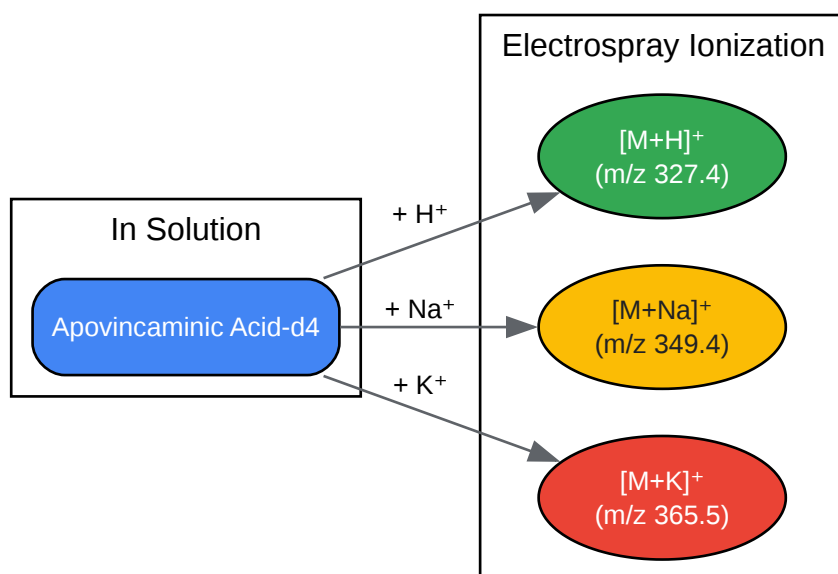 Electrospray Ionization
[M+H]⁺
(m/z 327.4)
In Solution
+ H⁺
Apovincaminic Acid-d4
+ Na⁺
[M+Na]⁺
(m/z 349.4)
+ K⁺
[M+K]⁺
(m/z 365.5)